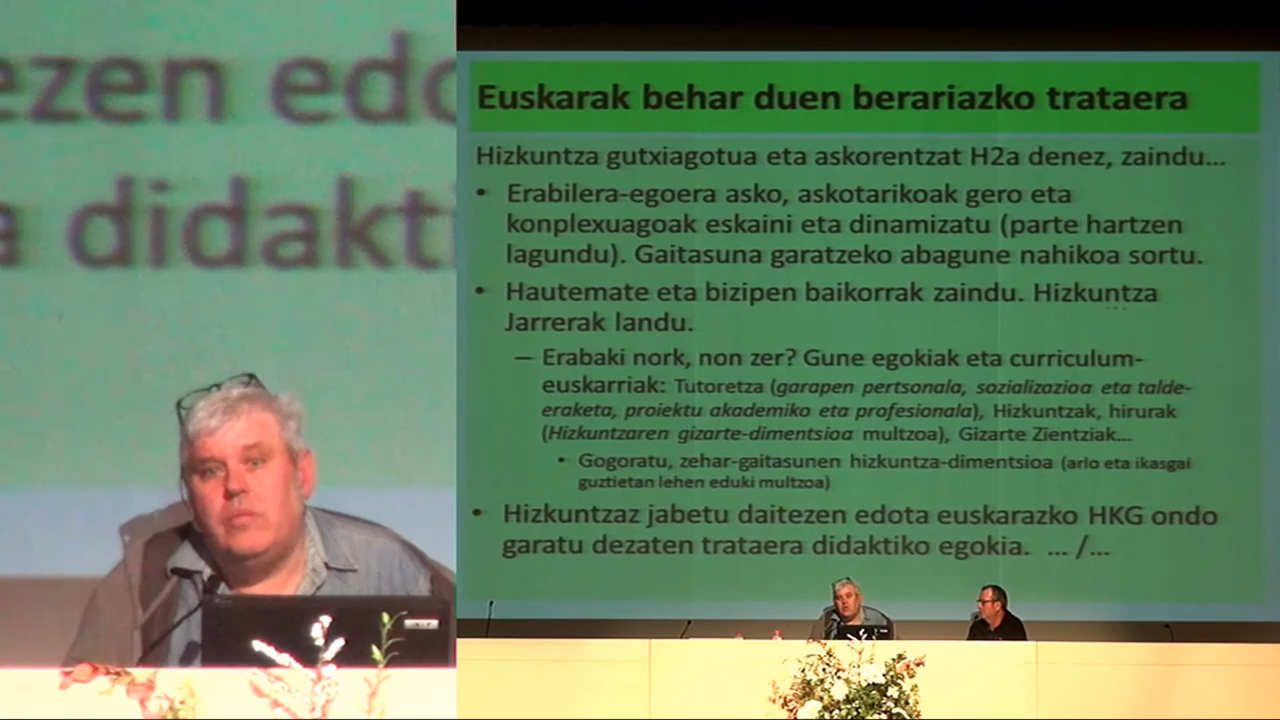 ezen edo
a didakti
Euskarak behar duen berariazko trataera
Hizkuntza gutxiagotua eta askorentzat H2a denez, zaindu...
• Erabilera-egoera asko, askotarikoak gero eta
konplexuagoak eskaini eta dinamizatu (parte hartzen
lagundu). Gaitasuna garatzeko abagune nahikoa sortu.
• Hautemate eta bizipen baikorrak zaindu. Hizkuntza
Jarrerak landu.
– Erabaki nork, non zer? Gune egokiak eta curriculum-
euskarriak: Tutoretza (garapen pertsonala, sozializazioa eta talde-
eraketa, proiektu akademiko eta profesionala), Hizkuntzak, hirurak
(Hizkuntzaren gizarte-dimentsioa multzoa), Gizarte Zientziak...
• Gogoratu, zehar-gaitasunen hizkuntza-dimentsioa (arlo eta ikasgai
guztietan lehen eduki multzoa)
• Hizkuntzaz jabetu daitezen edota euskarazko HKG ondo
garatu dezaten trataera didaktiko egokia. ... /...